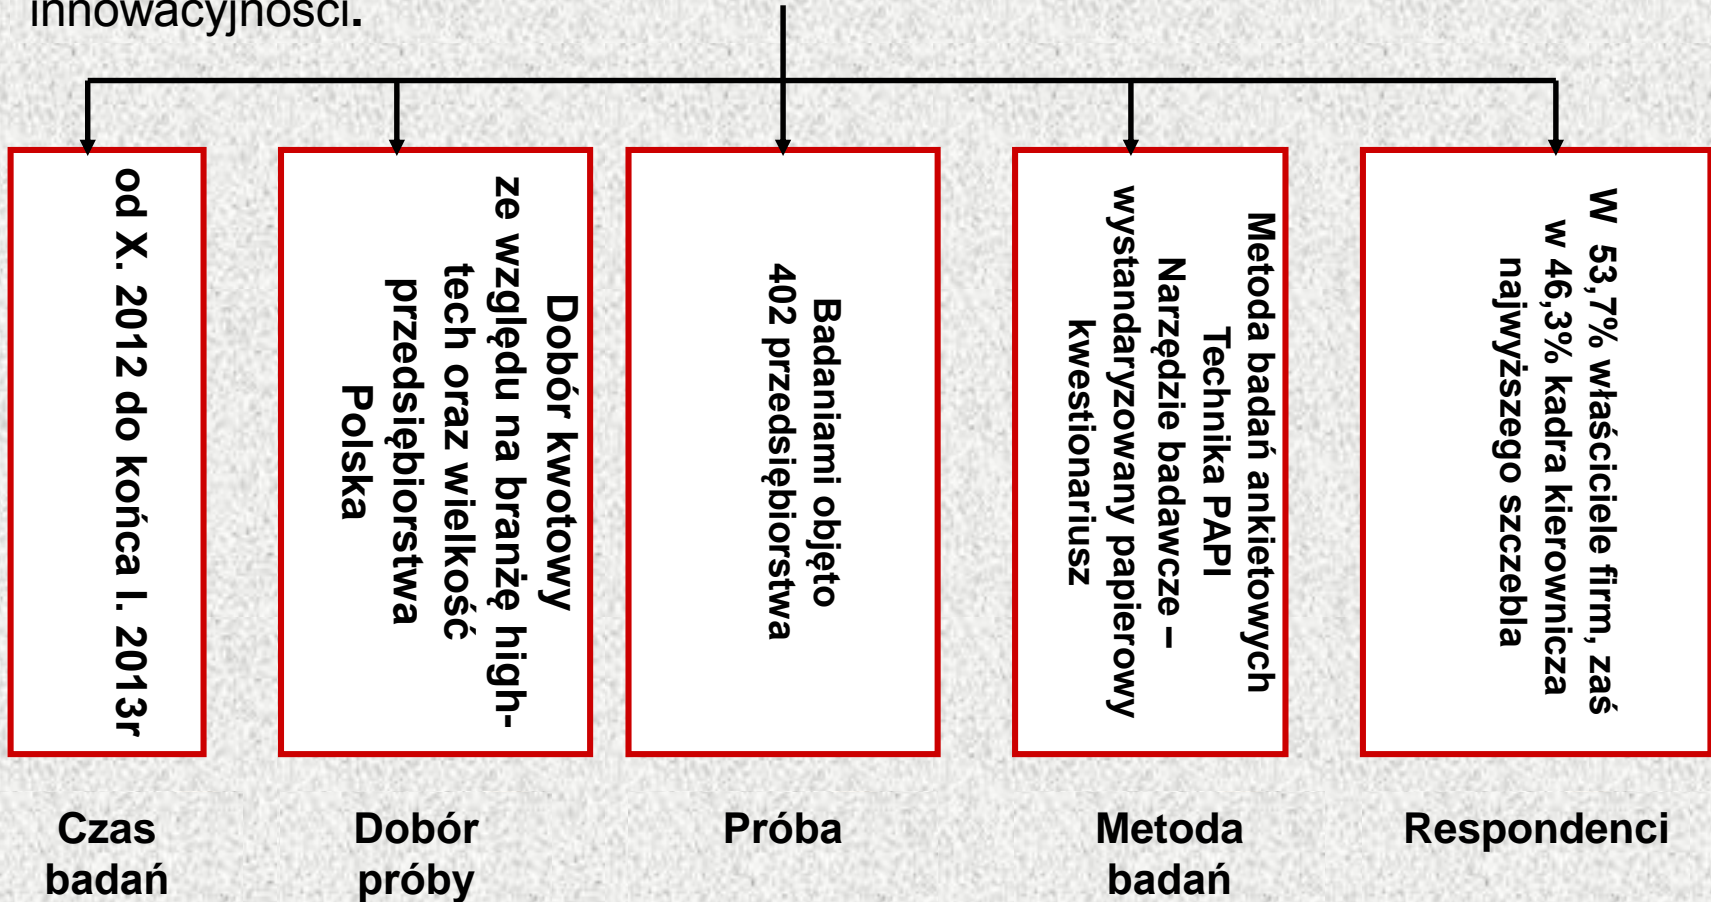 innowacyjności.
od X. 2012 do końca I. 2013r
Dobór kwotowy
ze względu na branżę high-
tech oraz wielkość
przedsiębiorstwa
Polska
Badaniami objęto
402 przedsiębiorstwa
Metoda badań ankietowych
Technika PAPI
Narzędzie badawcze –
wystandaryzowany papierowy
kwestionariusz
W 53,7% właściciele firm, zaś
w 46,3% kadra kierownicza
najwyższego szczebla
Czas
badań
Dobór
próby
Próba
Metoda
badań
Respondenci